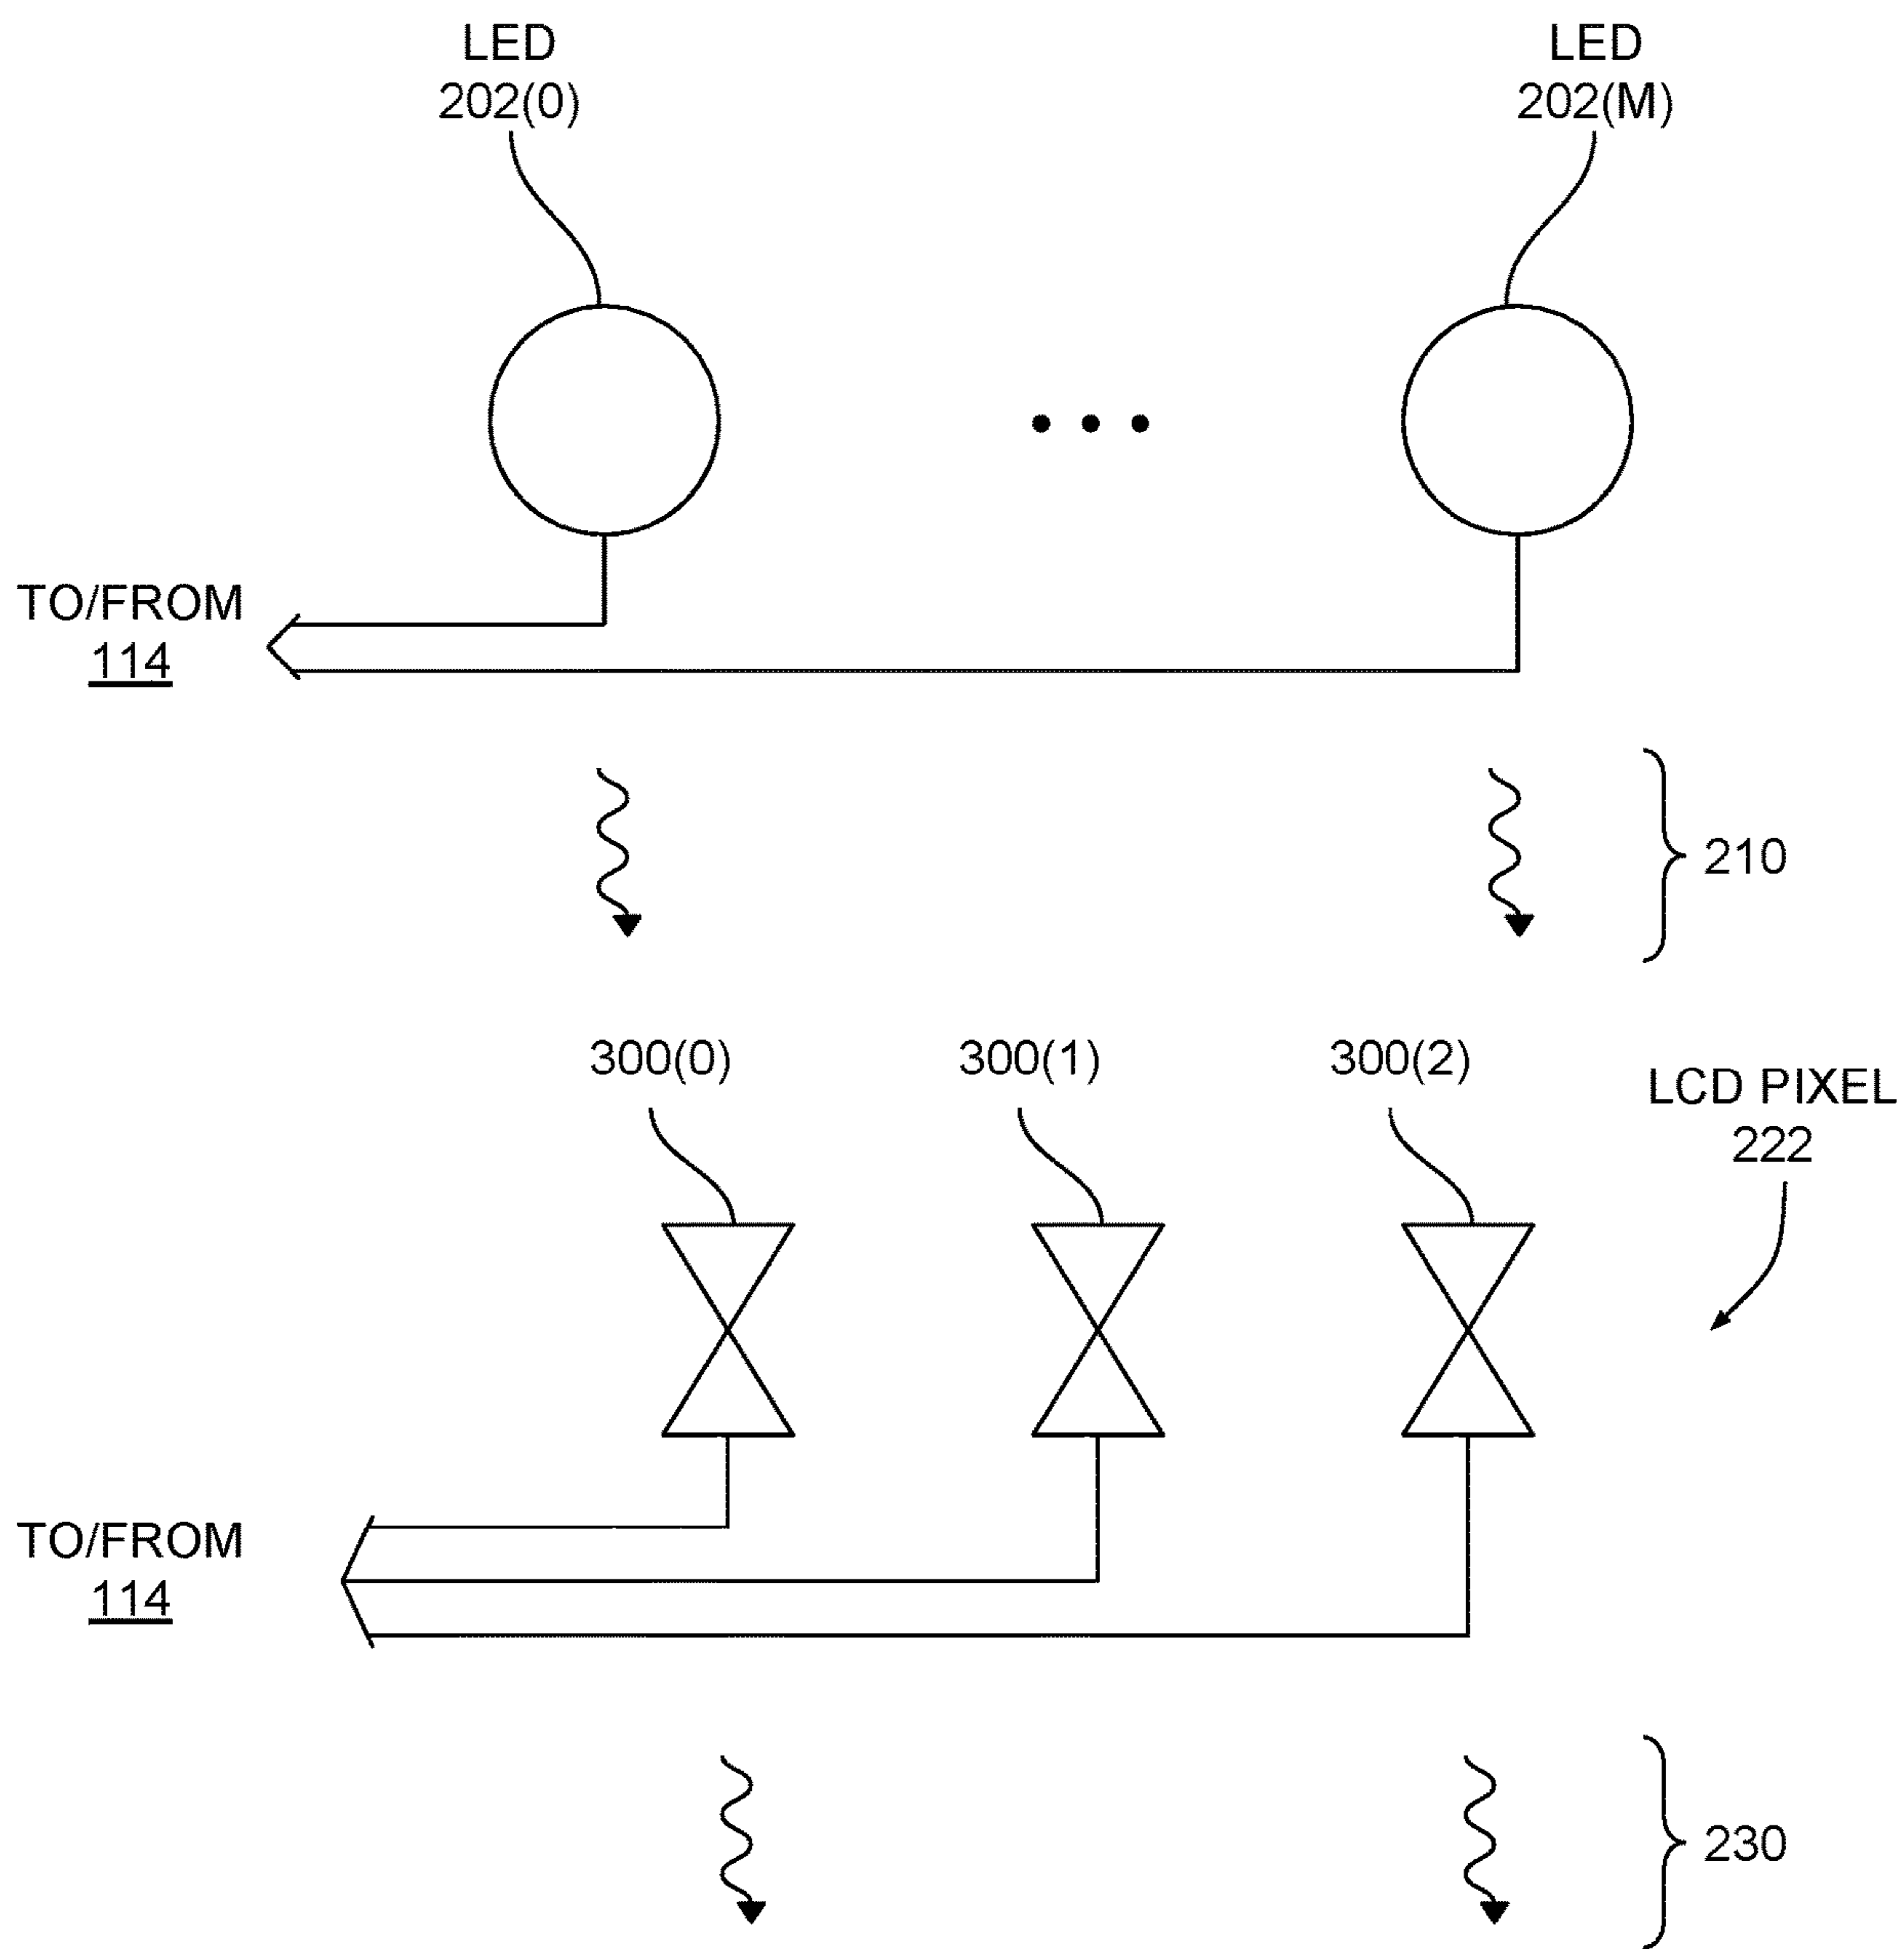 LED
202(0)
LED
202(M)
TO/FROM
114
210
300(0)
300(1)
300(2)
LCD PIXEL
222
TO/FROM
114
230